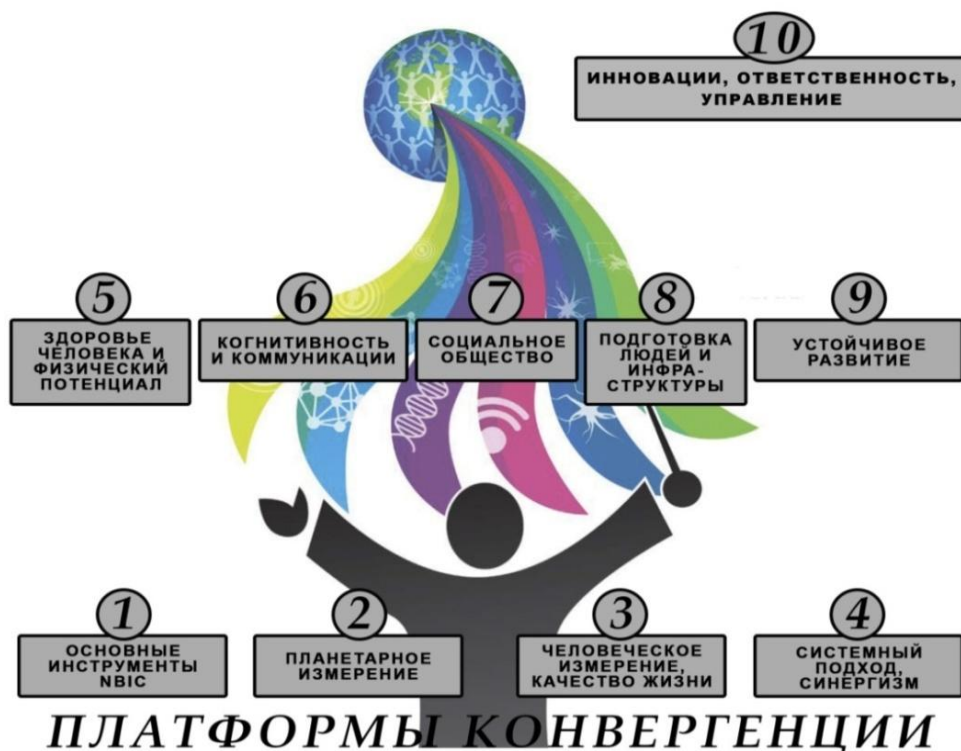 10
ИННОВАЦИИ, ОТВЕТСТВЕННОСТЬ,
УПРАВЛЕНИЕ
5
ЗДОРОВЬЕ
ЧЕЛОВЕКА И
ФИЗИЧЕСКИЙ
ПОТЕНЦИАЛ
6
КОГНИТИВНОСТЬ
И КОММУНИКАЦИИ
7
СОЦИАЛЬНОЕ
ОБЩЕСТВО
8
ПОДГОТОВКА
ЛЮДЕЙ И
ИНФРА-
СТРУКТУРЫ
9
УСТОЙЧИВОЕ
РАЗВИТИЕ
1
ОСНОВНЫЕ
ИНСТРУМЕНТЫ
NBIC
2
ПЛАНЕТАРНОЕ
ИЗМЕРЕНИЕ
3
ЧЕЛОВЕЧЕСКОЕ
ИЗМЕРЕНИЕ,
КАЧЕСТВО ЖИЗНИ
4
СИСТЕМНЫЙ
ПОДХОД,
СИНЕРГИЗМ
ПЛАТФОРМЫ КОНВЕРГЕНЦИИ